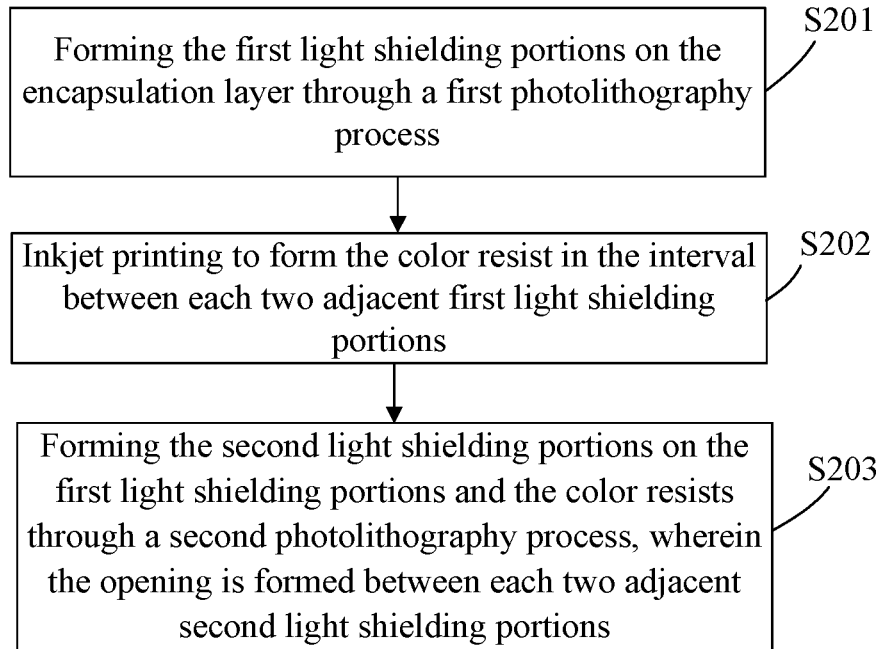 S201
Forming the first light shielding portions on the
encapsulation layer through a first photolithography
process
S202
Inkjet printing to form the color resist in the interval
between each two adjacent first light shielding
portions
S203
Forming the second light shielding portions on the
first light shielding portions and the color resists
through a second photolithography process, wherein
the opening is formed between each two adjacent
second light shielding portions